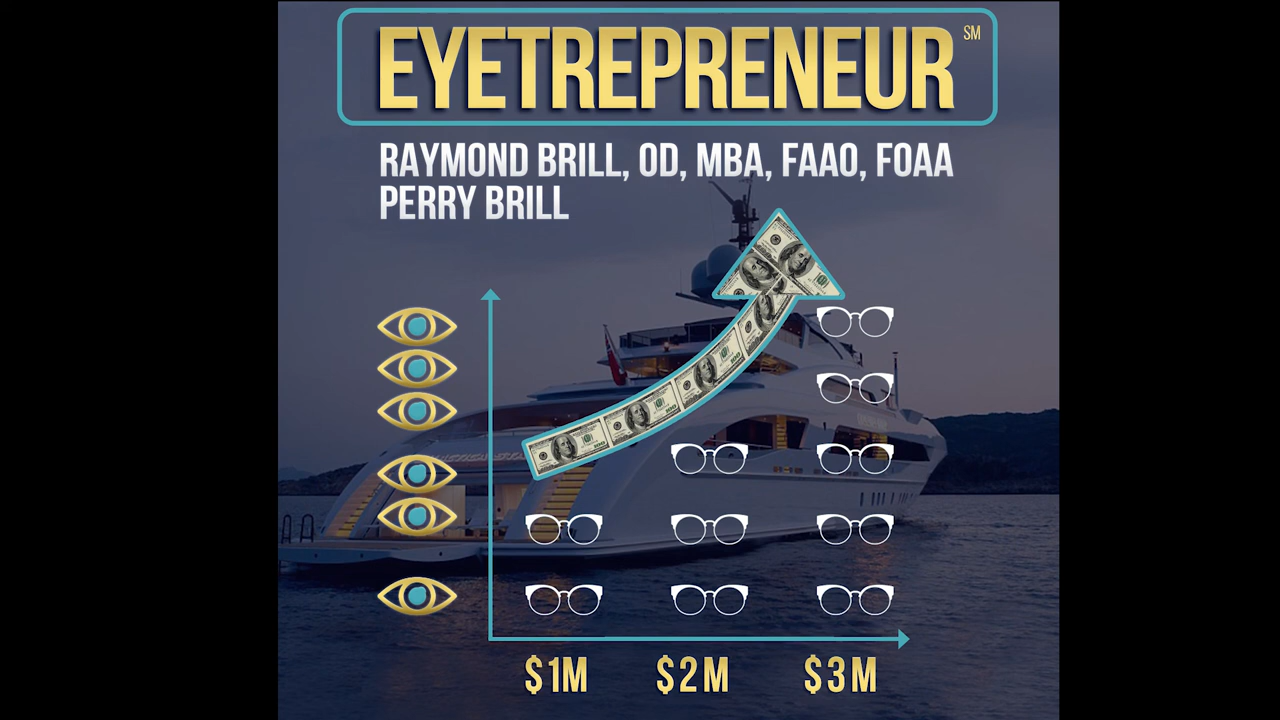 EYETREPRENEUR SM
RAYMOND BRILL, OD, MBA, FAAO, FOAA
PERRY BRILL
$1M $2M $3M